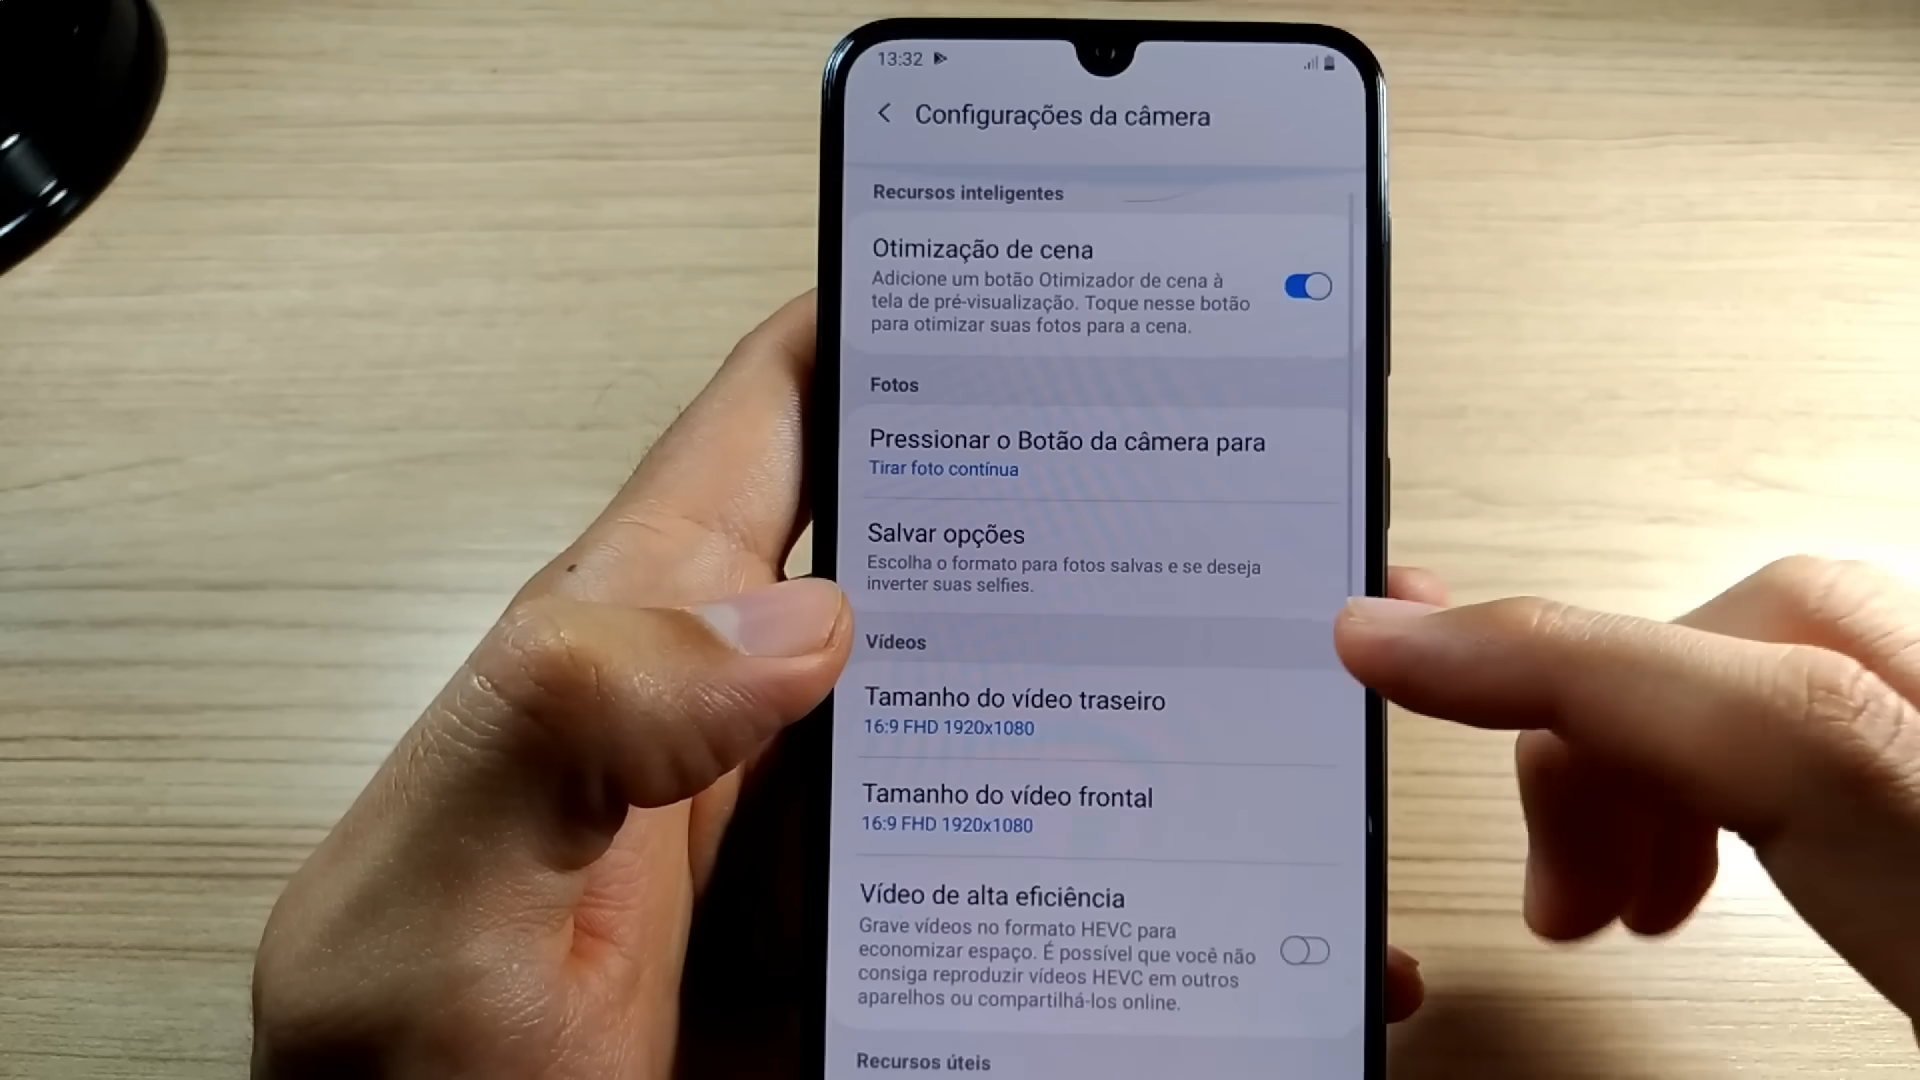 13:32
Configurações da câmera
Recursos inteligentes
Otimização de cena
Adicione um botão Otimizador de cena à
tela de pré-visualização. Toque nesse botão
para otimizar suas fotos para a cena.
Fotos
Pressionar o Botão da câmera para
Tirar foto contínua
Salvar opções
Escolha o formato para fotos salvas e se deseja
inverter suas selfies.
Vídeos
Tamanho do vídeo traseiro
16:9 FHD 1920x1080
Tamanho do vídeo frontal
16:9 FHD 1920x1080
Vídeo de alta eficiência
Grave vídeos no formato HEVC para
economizar espaço. É possível que você não
consiga reproduzir vídeos HEVC em outros
aparelhos ou compartilhá-los online.
Recursos úteis